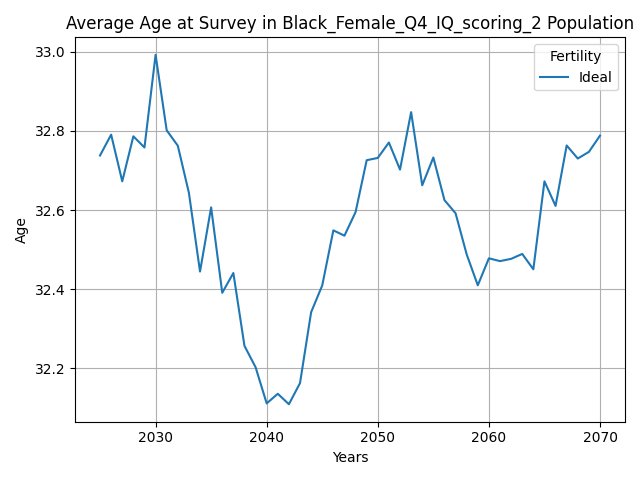 Average Age at Survey in Black_Female_Q4_IQ_scoring_2 Population
33.0
32.8
32.6
32.4
32.2
Age
2030 2040 2050 2060 2070
Years
Fertility
Ideal